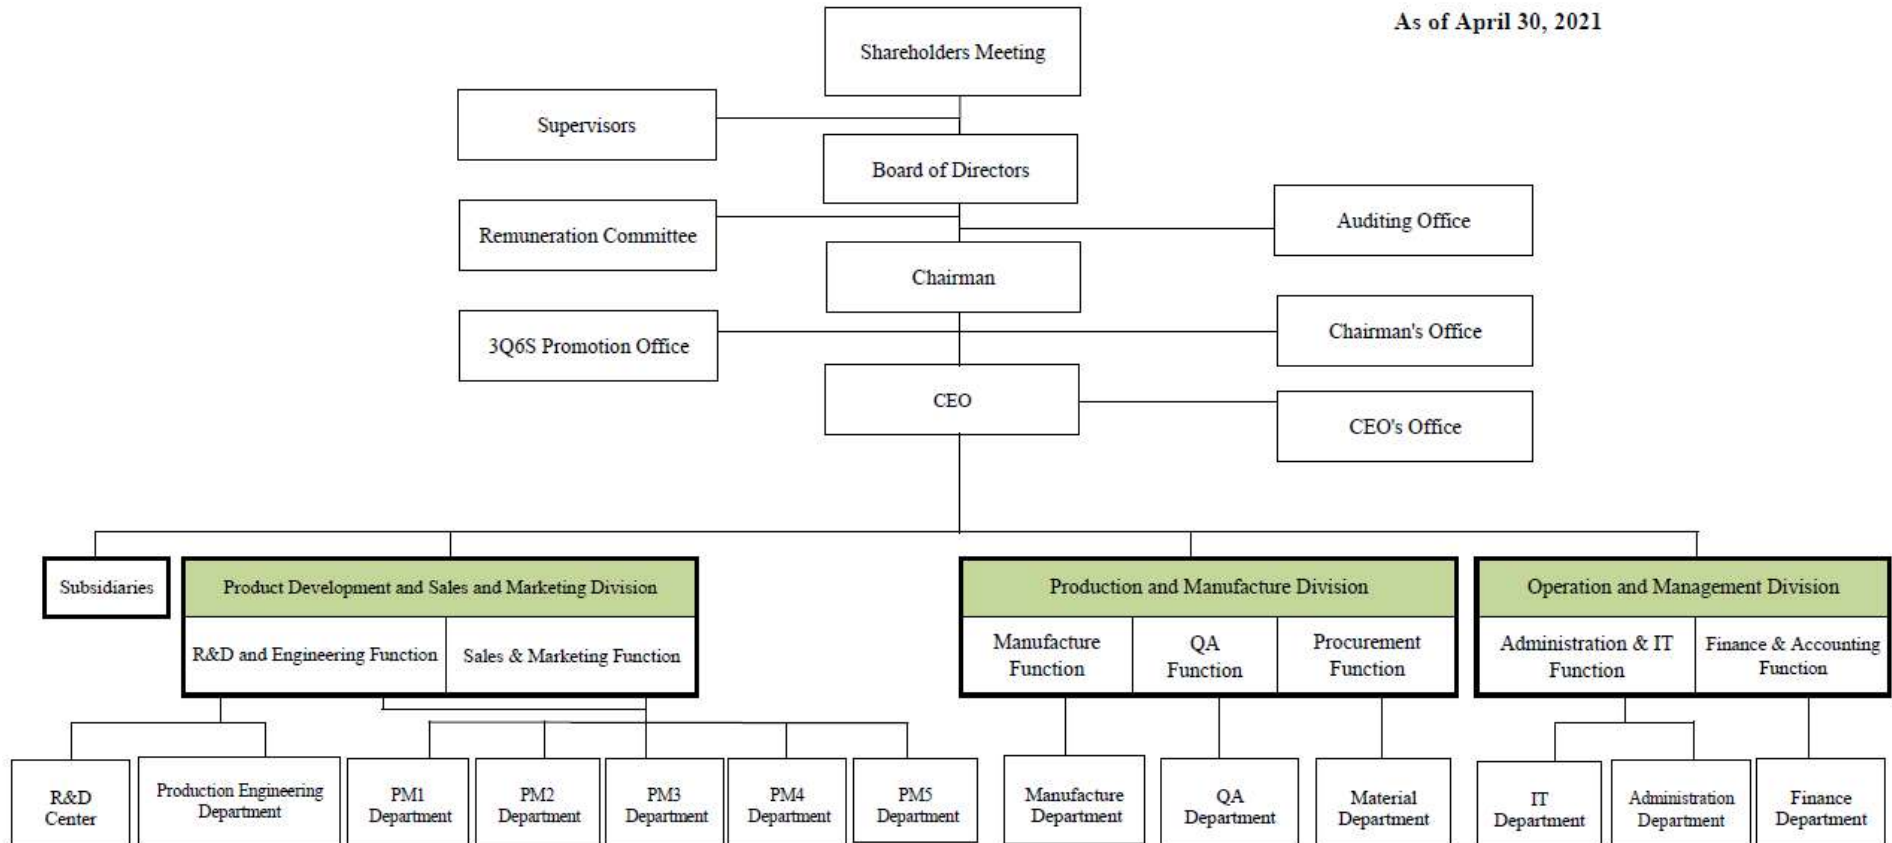 As of April 30, 2021
Shareholders Meeting
Supervisors
Board of Directors
Remuneration Committee
Auditing Office
Chairman
3Q6S Promotion Office
Chairman's Office
CEO
CEO's Office
Subsidiaries
Product Development and Sales and Marketing Division
R&D and Engineering Function
Sales & Marketing Function
Production and Manufacture Division
Manufacture
Function
QA
Function
Procurement
Function
Operation and Management Division
Administration & IT
Function
Finance & Accounting
Function
R&D
Center
Production Engineering
Department
PM1
Department
PM2
Department
PM3
Department
PM4
Department
PM5
Department
Manufacture
Department
QA
Department
Material
Department
IT
Department
Administration
Department
Finance
Department